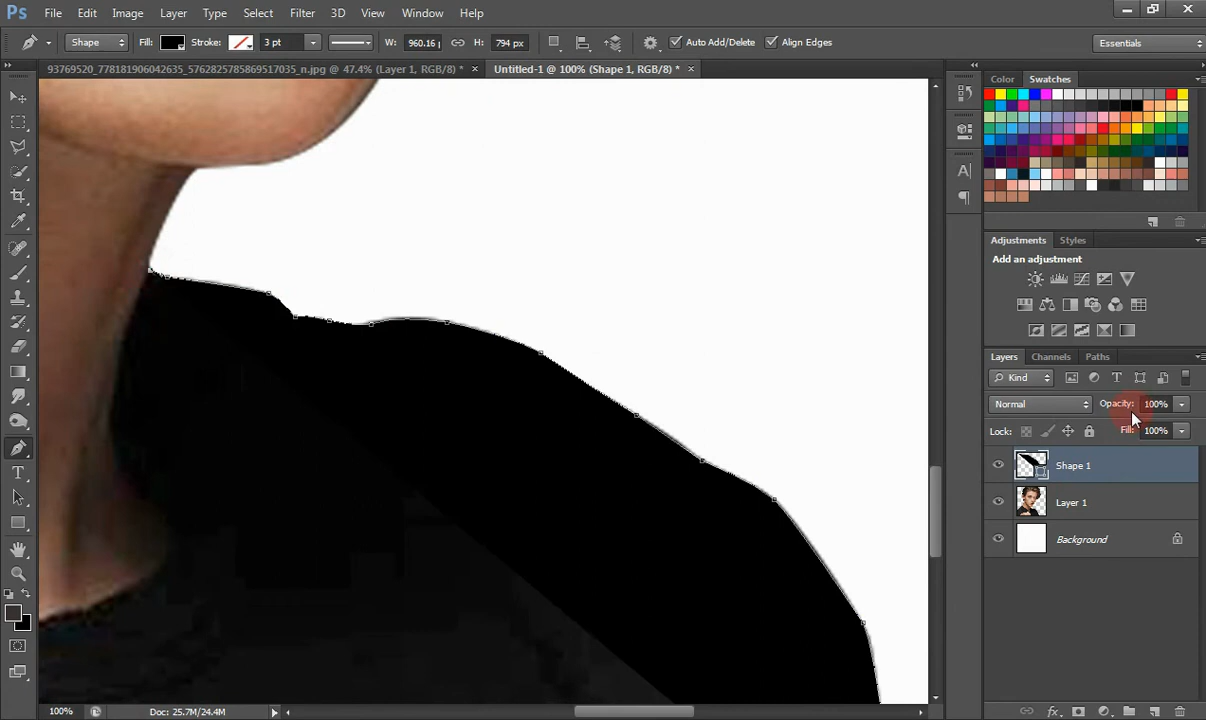 Ps File Edit Image Layer Type Select Filter 3D View Window Help
Shape Fill: Stroke: 3 pt W: 960.16 p H: 794 px Auto Add/Delete Align Edges Essentials
93769520_778181906042635_5762825785869517035_n.jpg @ 47.4% (Layer 1, RGB/8) * × Untitled-1 @ 100% (Shape 1, RGB/8) * ×
Color Swatches
Adjustments Styles
Add an adjustment
Layers Channels Paths
Kind
Normal Opacity: 100%
Lock: Fill: 100%
Shape 1
Layer 1
Background
100% Doc: 25.7M/24.4M